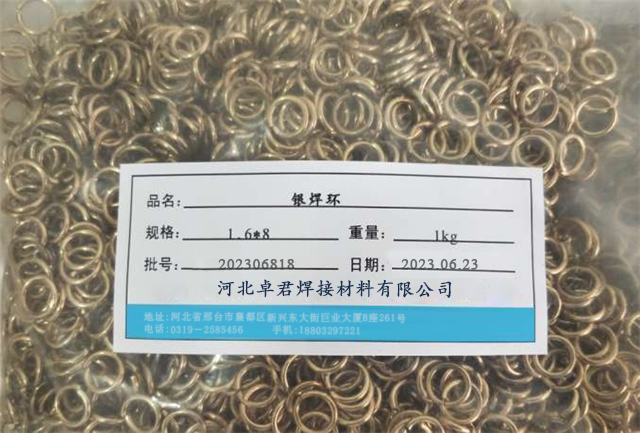 品名: 银焊环
规格: 1.6*8 重量: 1kg
批号: 202306818 日期: 2023.06.23
河北卓君焊接材料有限公司
地址:河北省邢台市襄都区新兴东大街巨业大厦B座261号
电话:0319-2585456 手机:18803297221